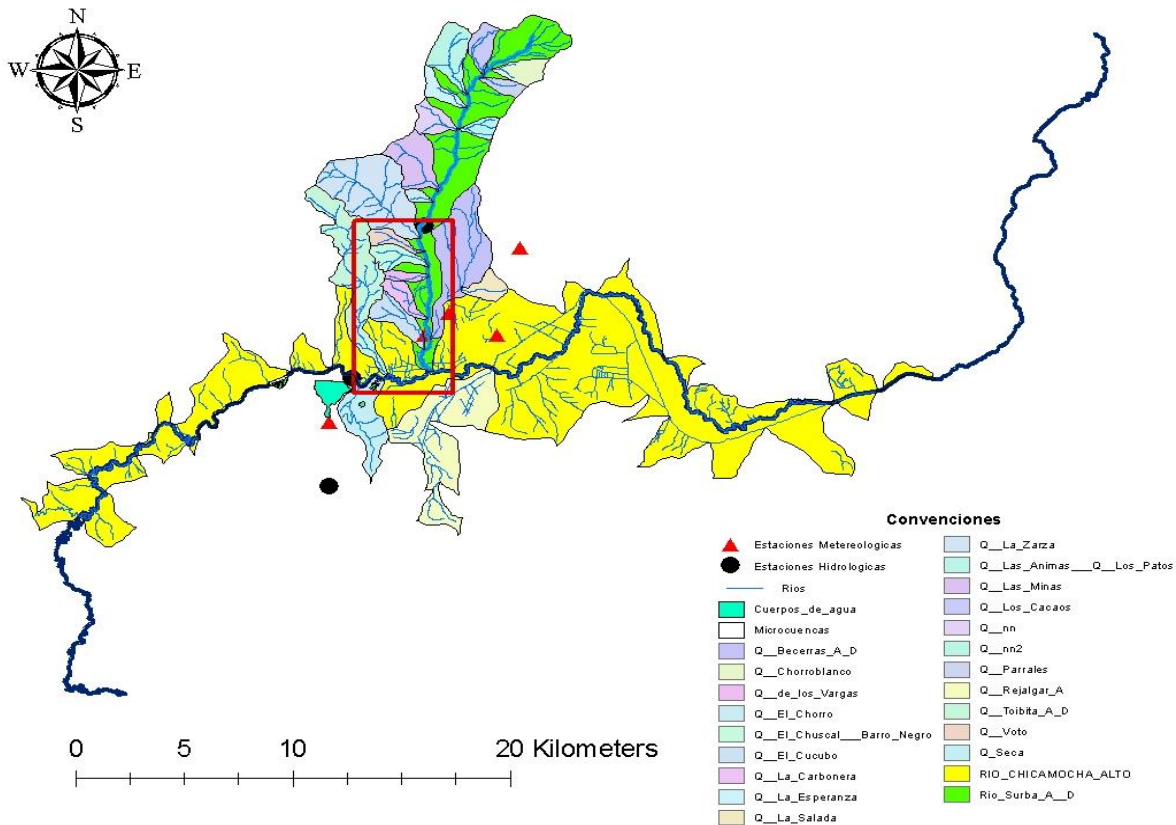 N
W E
S
0 5 10 20 Kilometers
Convenciones
Estaciones Metereologicas
Estaciones Hidrologicas
Rios
Cuerpos_de_agua
Microcuencas
Q__Becerras_A_D
Q__Chorroblanco
Q__de_los_Vargas
Q__El_Chorro
Q__El_Chuscal___Barro_Negro
Q__El_Cucubo
Q__La_Carbonera
Q__La_Esperanza
Q__La_Salada
Q__La_Zarza
Q__Las_Animas___Q__Los_Patos
Q__Las_Minas
Q__Los_Cacaos
Q__nn
Q__nn2
Q__Parrales
Q__Rejalgar_A
Q__Toibita_A_D
Q__Voto
Q_Seca
RIO_CHICAMOCHA_ALTO
Rio_Surba_A__D